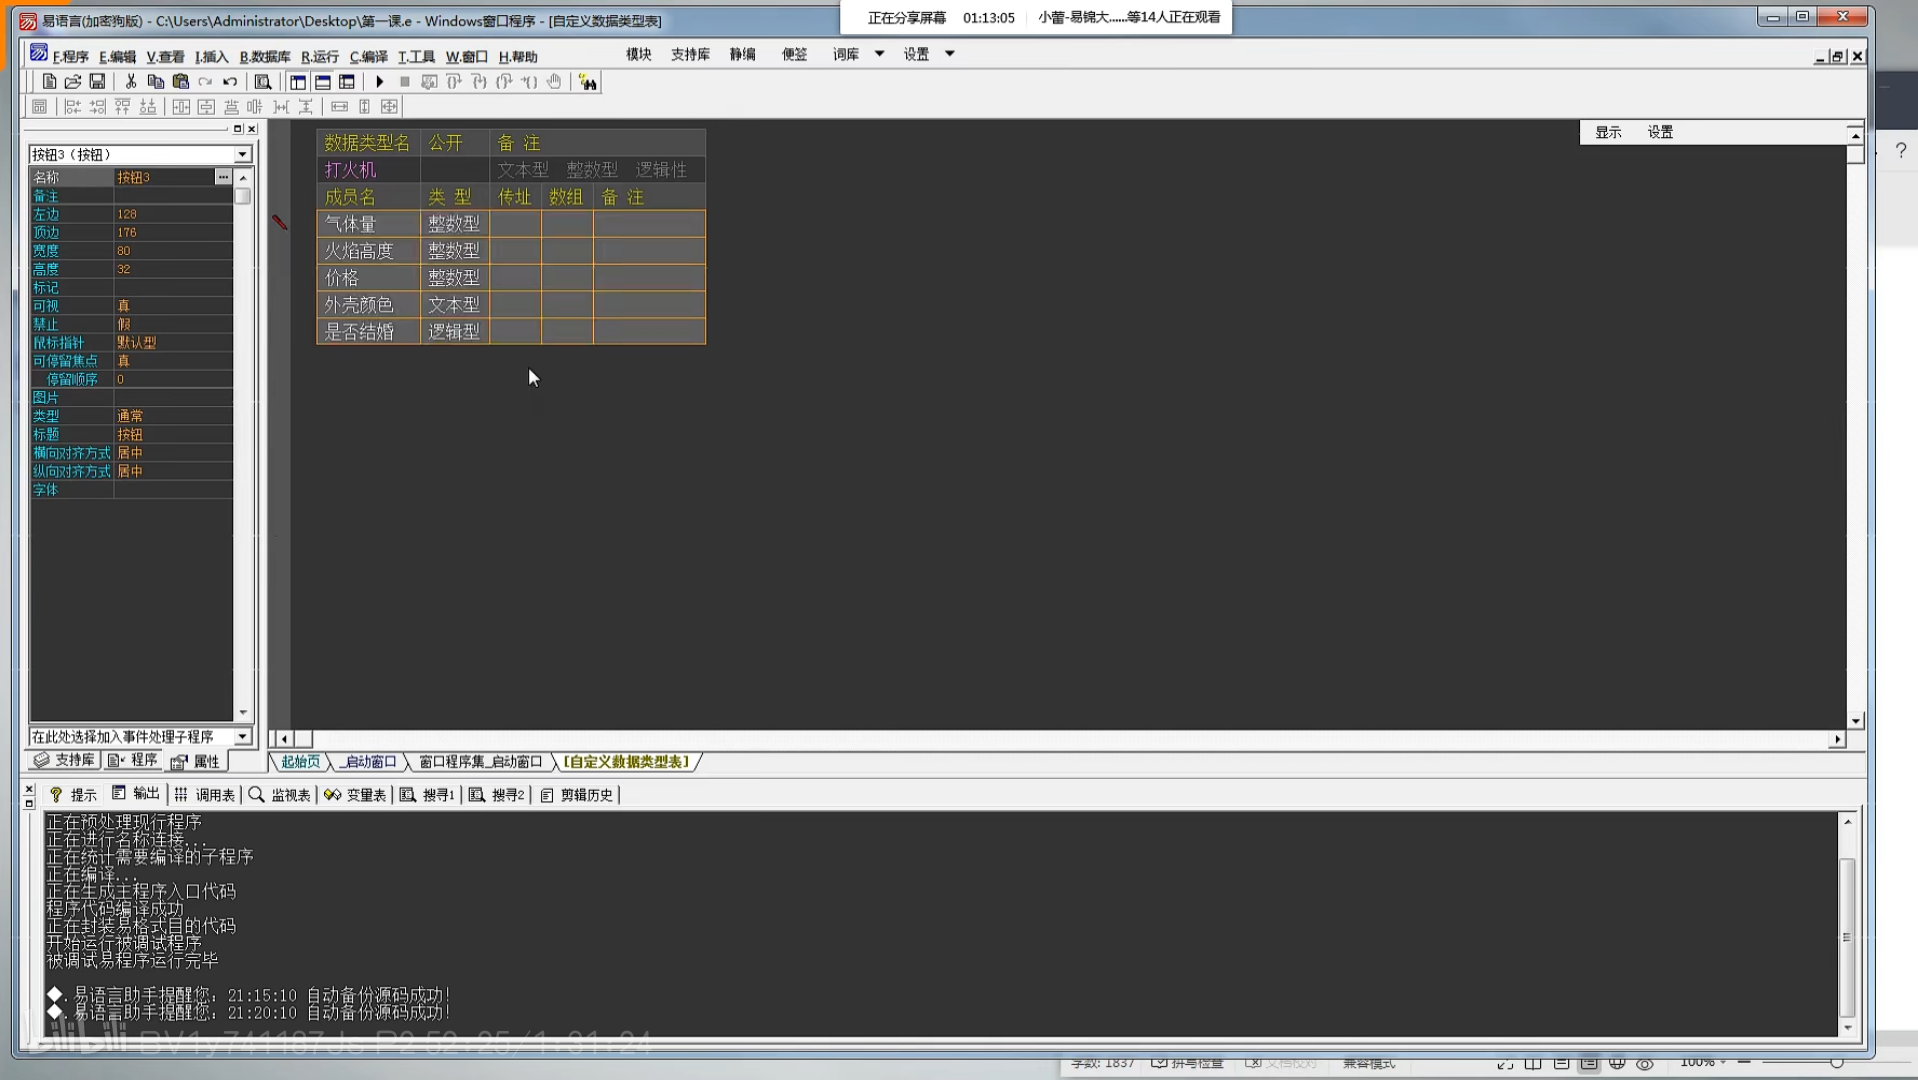 易语言(加密狗版) - C:\Users\Administrator\Desktop\第一课.e - Windows窗口程序 - [自定义数据类型表]
正在分享屏幕 01:13:05 小蕾-易锦大......等14人正在观看
F.程序 E.编辑 V.查看 I.插入 B.数据库 R.运行 C.编译 T.工具 W.窗口 H.帮助 模块 支持库 静编 便签 词库 设置
显示 设置
按钮3（按钮）
名称 按钮3
备注
左边 128
顶边 176
宽度 80
高度 32
标记
可视 真
禁止 假
鼠标指针 默认型
可停留焦点 真
停留顺序 0
图片
类型 通常
标题 按钮
横向对齐方式 居中
纵向对齐方式 居中
字体
在此处选择加入事件处理子程序
支持库 程序 属性
数据类型名 公开 备 注
打火机 文本型 整数型 逻辑性
成员名 类 型 传址 数组 备 注
气体量 整数型
火焰高度 整数型
价格 整数型
外壳颜色 文本型
是否结婚 逻辑型
起始页 _启动窗口 窗口程序集_启动窗口 [自定义数据类型表]
提示 输出 调用表 监视表 变量表 搜寻1 搜寻2 剪辑历史
正在预处理现行程序
正在进行名称连接...
正在统计需要编译的子程序
正在编译...
正在生成主程序入口代码
程序代码编译成功
正在封装易格式目的代码
开始运行被调试程序
被调试易程序运行完毕
◆.易语言助手提醒您: 21:15:10 自动备份源码成功!
◆.易语言助手提醒您: 21:20:10 自动备份源码成功!
字数: 1837 拼写检查 文档校对 兼容模式 100%